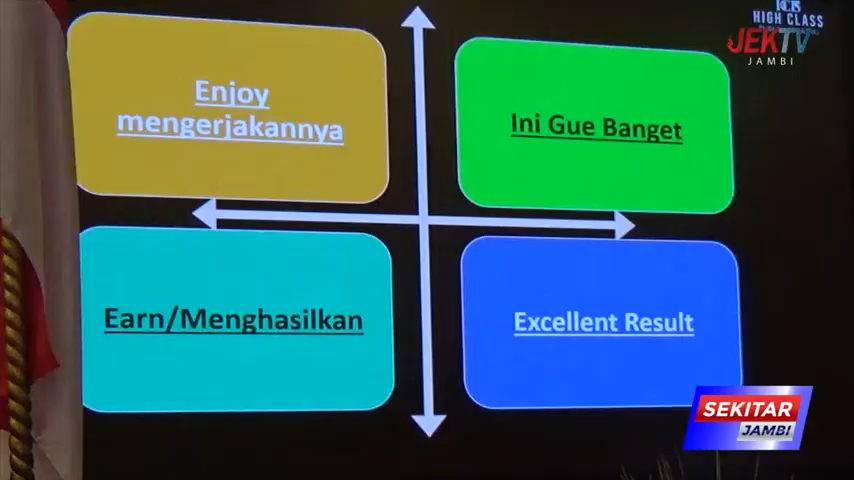 HIGH CLASS
JEKTV
JAMBI
Enjoy
mengerjakannya
Ini Gue Banget
Earn/Menghasilkan
Excellent Result
SEKITAR
JAMBI